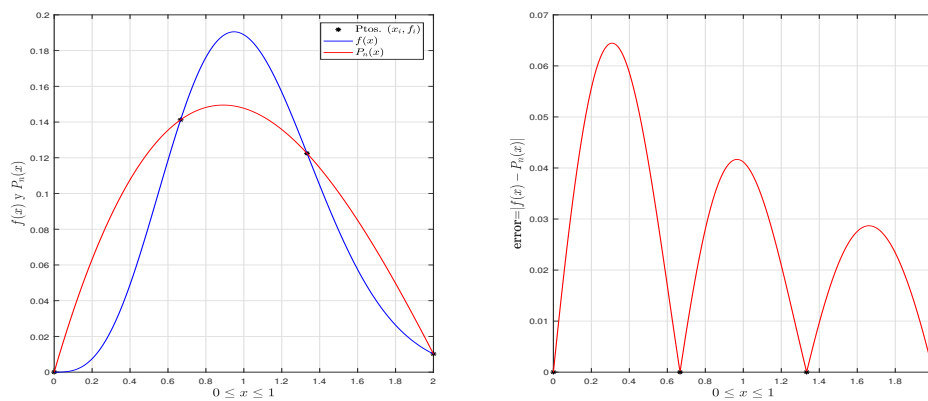 0.2
0.18
0.16
0.14
0.12
0.1
0.08
0.06
0.04
0.02
0
f(x) y P_n(x)
Ptos. (x_i, f_i)
f(x)
P_n(x)
0 0.2 0.4 0.6 0.8 1 1.2 1.4 1.6 1.8 2
0 ≤ x ≤ 1
0.07
0.06
0.05
0.04
0.03
0.02
0.01
0
error=|f(x) − P_n(x)|
0 0.2 0.4 0.6 0.8 1 1.2 1.4 1.6 1.8
0 ≤ x ≤ 1